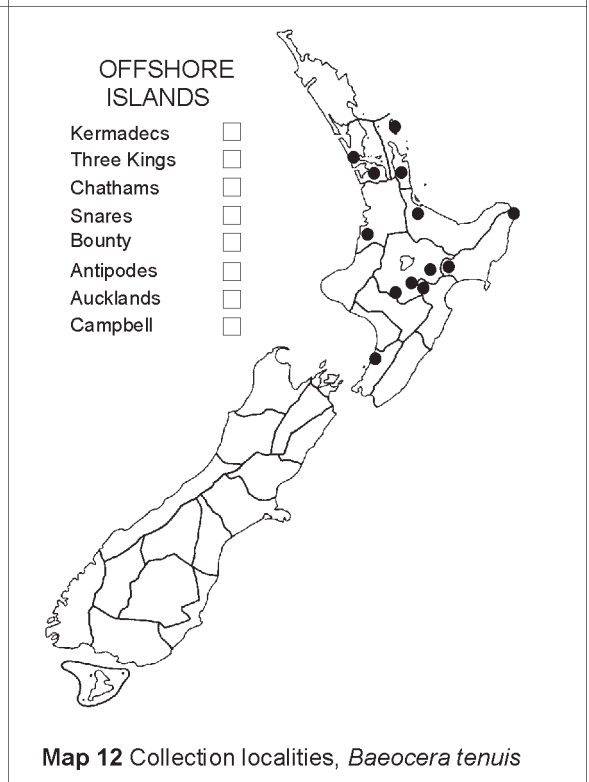 OFFSHORE
ISLANDS
Kermadecs
Three Kings
Chathams
Snares
Bounty
Antipodes
Aucklands
Campbell
Map 12 Collection localities, Baeocera tenuis